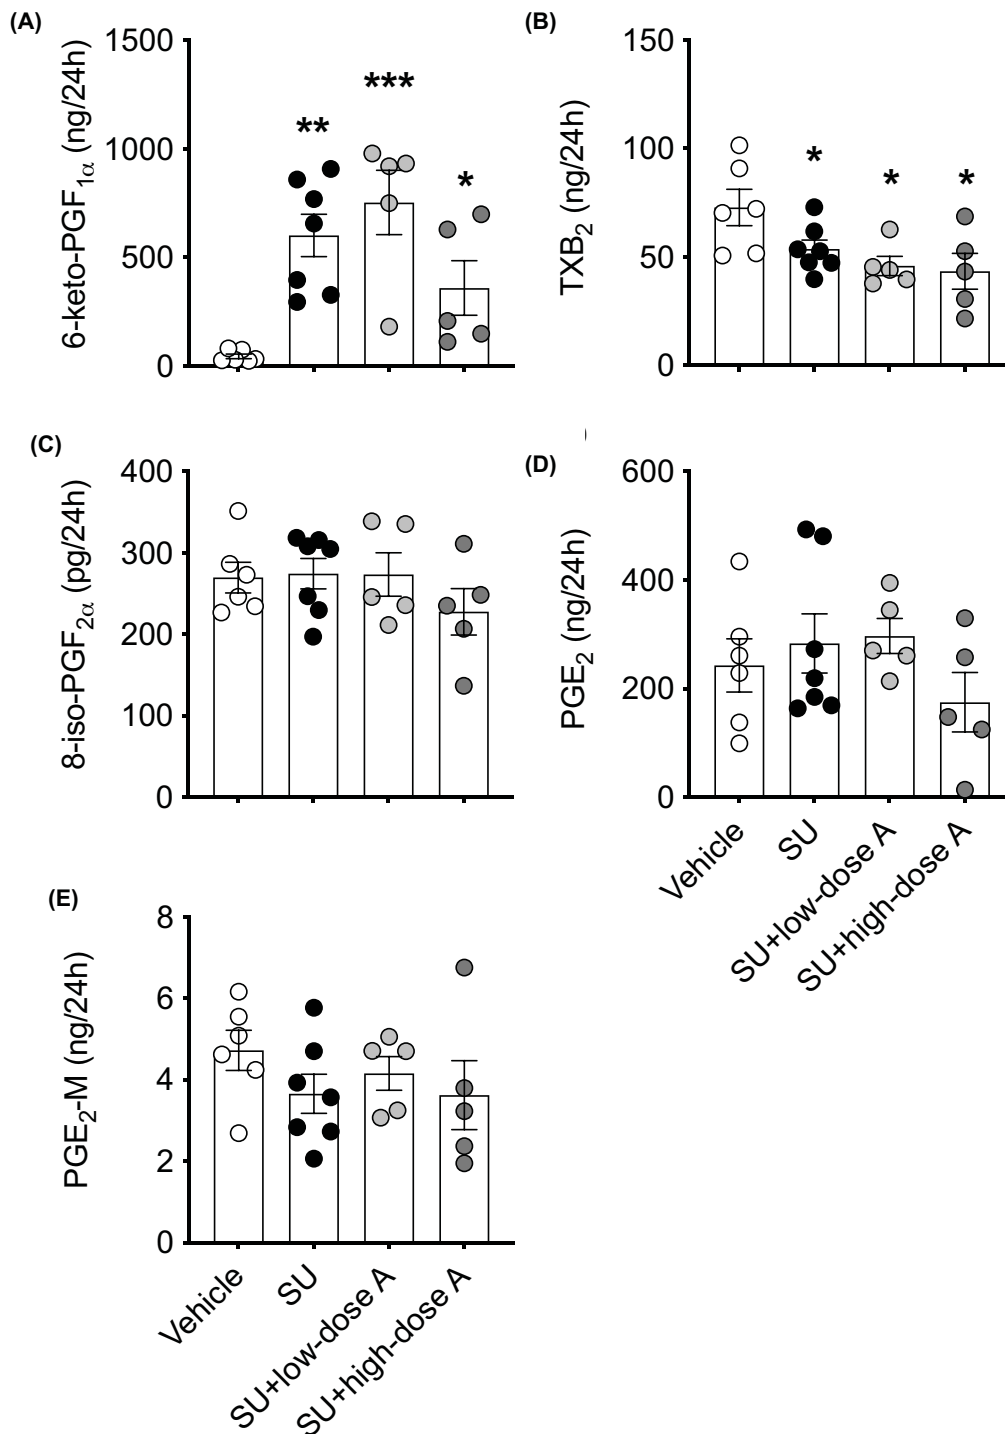 (A)
6-keto-PGF1α (ng/24h)
1500
1000
500
0
**
***
*
(B)
TXB2 (ng/24h)
150
100
50
0
*
*
*
(C)
8-iso-PGF2α (pg/24h)
400
300
200
100
0
)
(D)
PGE2 (ng/24h)
600
400
200
0
Vehicle
SU
SU+low-dose A
SU+high-dose A
(E)
PGE2-M (ng/24h)
8
6
4
2
0
Vehicle
SU
SU+low-dose A
SU+high-dose A